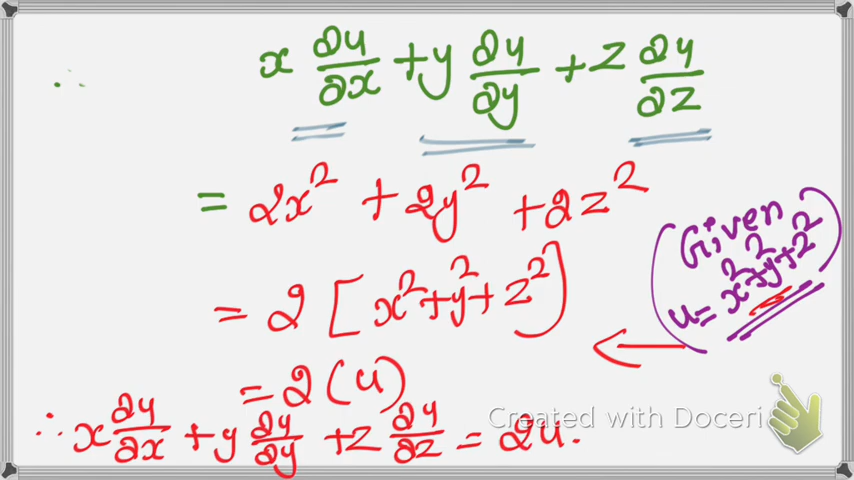 ∴ x ∂u/∂x + y ∂u/∂y + z ∂u/∂z
= 2x² + 2y² + 2z²
(Given
u = x² + y² + z²)
= 2 [x² + y² + z²]
= 2 (u)
∴ x ∂u/∂x + y ∂u/∂y + z ∂u/∂z = 2u.
Created with Doceri